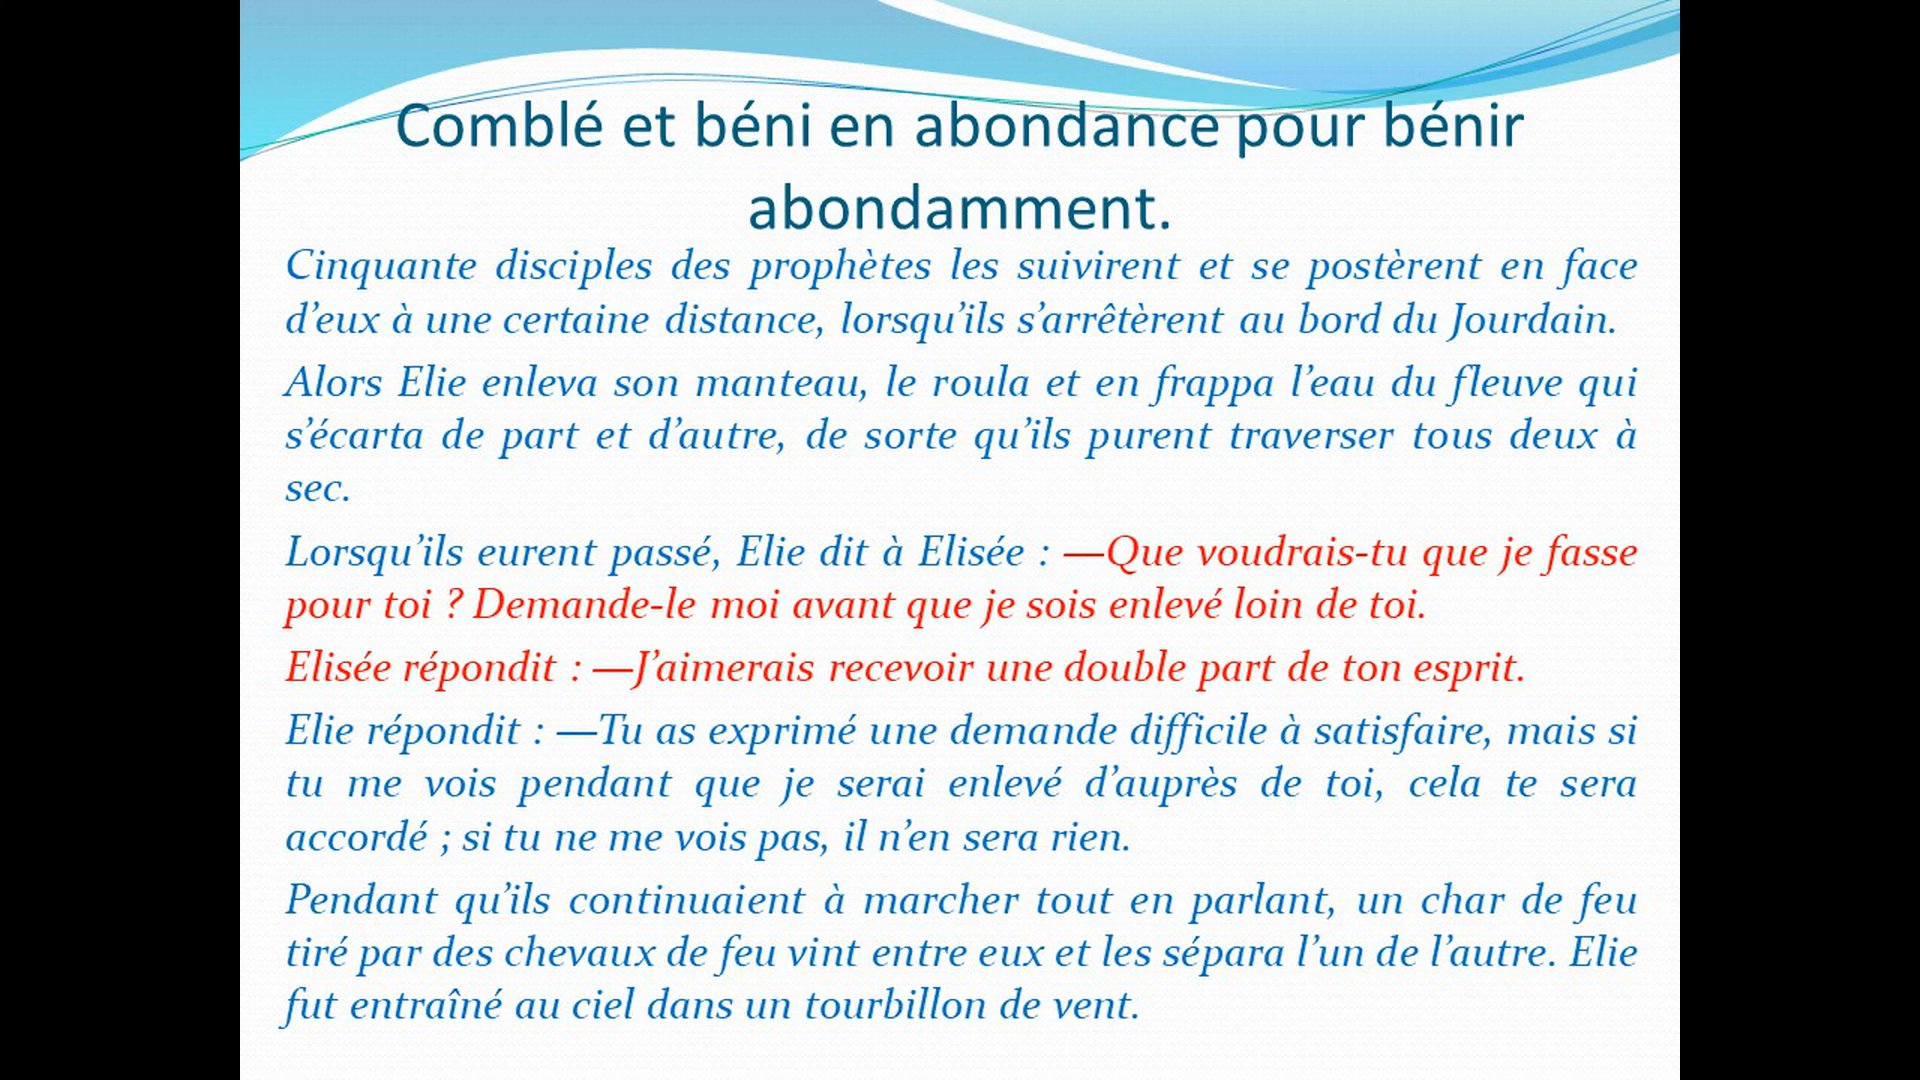 Comblé et béni en abondance pour bénir
abondamment.
Cinquante disciples des prophètes les suivirent et se postèrent en face
d’eux à une certaine distance, lorsqu’ils s’arrêtèrent au bord du Jourdain.
Alors Elie enleva son manteau, le roula et en frappa l’eau du fleuve qui
s’écarta de part et d’autre, de sorte qu’ils purent traverser tous deux à
sec.
Lorsqu’ils eurent passé, Elie dit à Elisée : —Que voudrais-tu que je fasse
pour toi ? Demande-le moi avant que je sois enlevé loin de toi.
Elisée répondit : —J’aimerais recevoir une double part de ton esprit.
Elie répondit : —Tu as exprimé une demande difficile à satisfaire, mais si
tu me vois pendant que je serai enlevé d’auprès de toi, cela te sera
accordé ; si tu ne me vois pas, il n’en sera rien.
Pendant qu’ils continuaient à marcher tout en parlant, un char de feu
tiré par des chevaux de feu vint entre eux et les sépara l’un de l’autre. Elie
fut entraîné au ciel dans un tourbillon de vent.